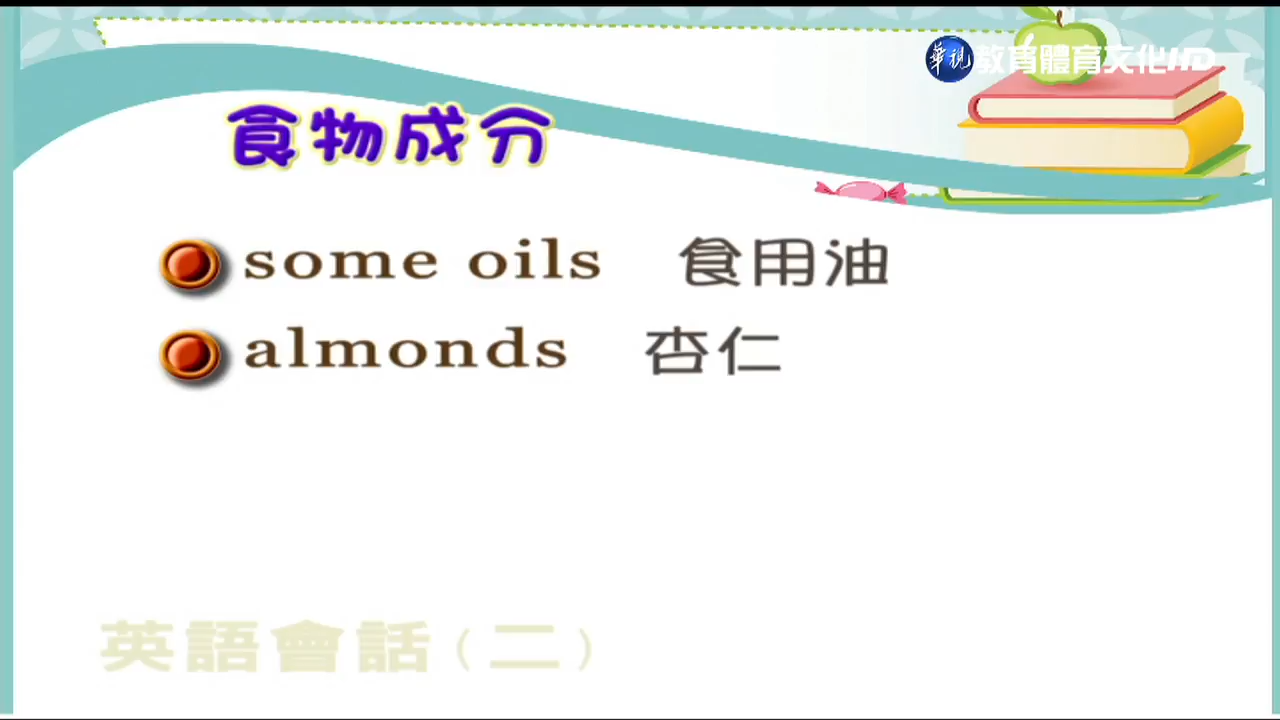 華視 教育體育文化HD
食物成分
some oils 食用油
almonds 杏仁
英語會話(二)